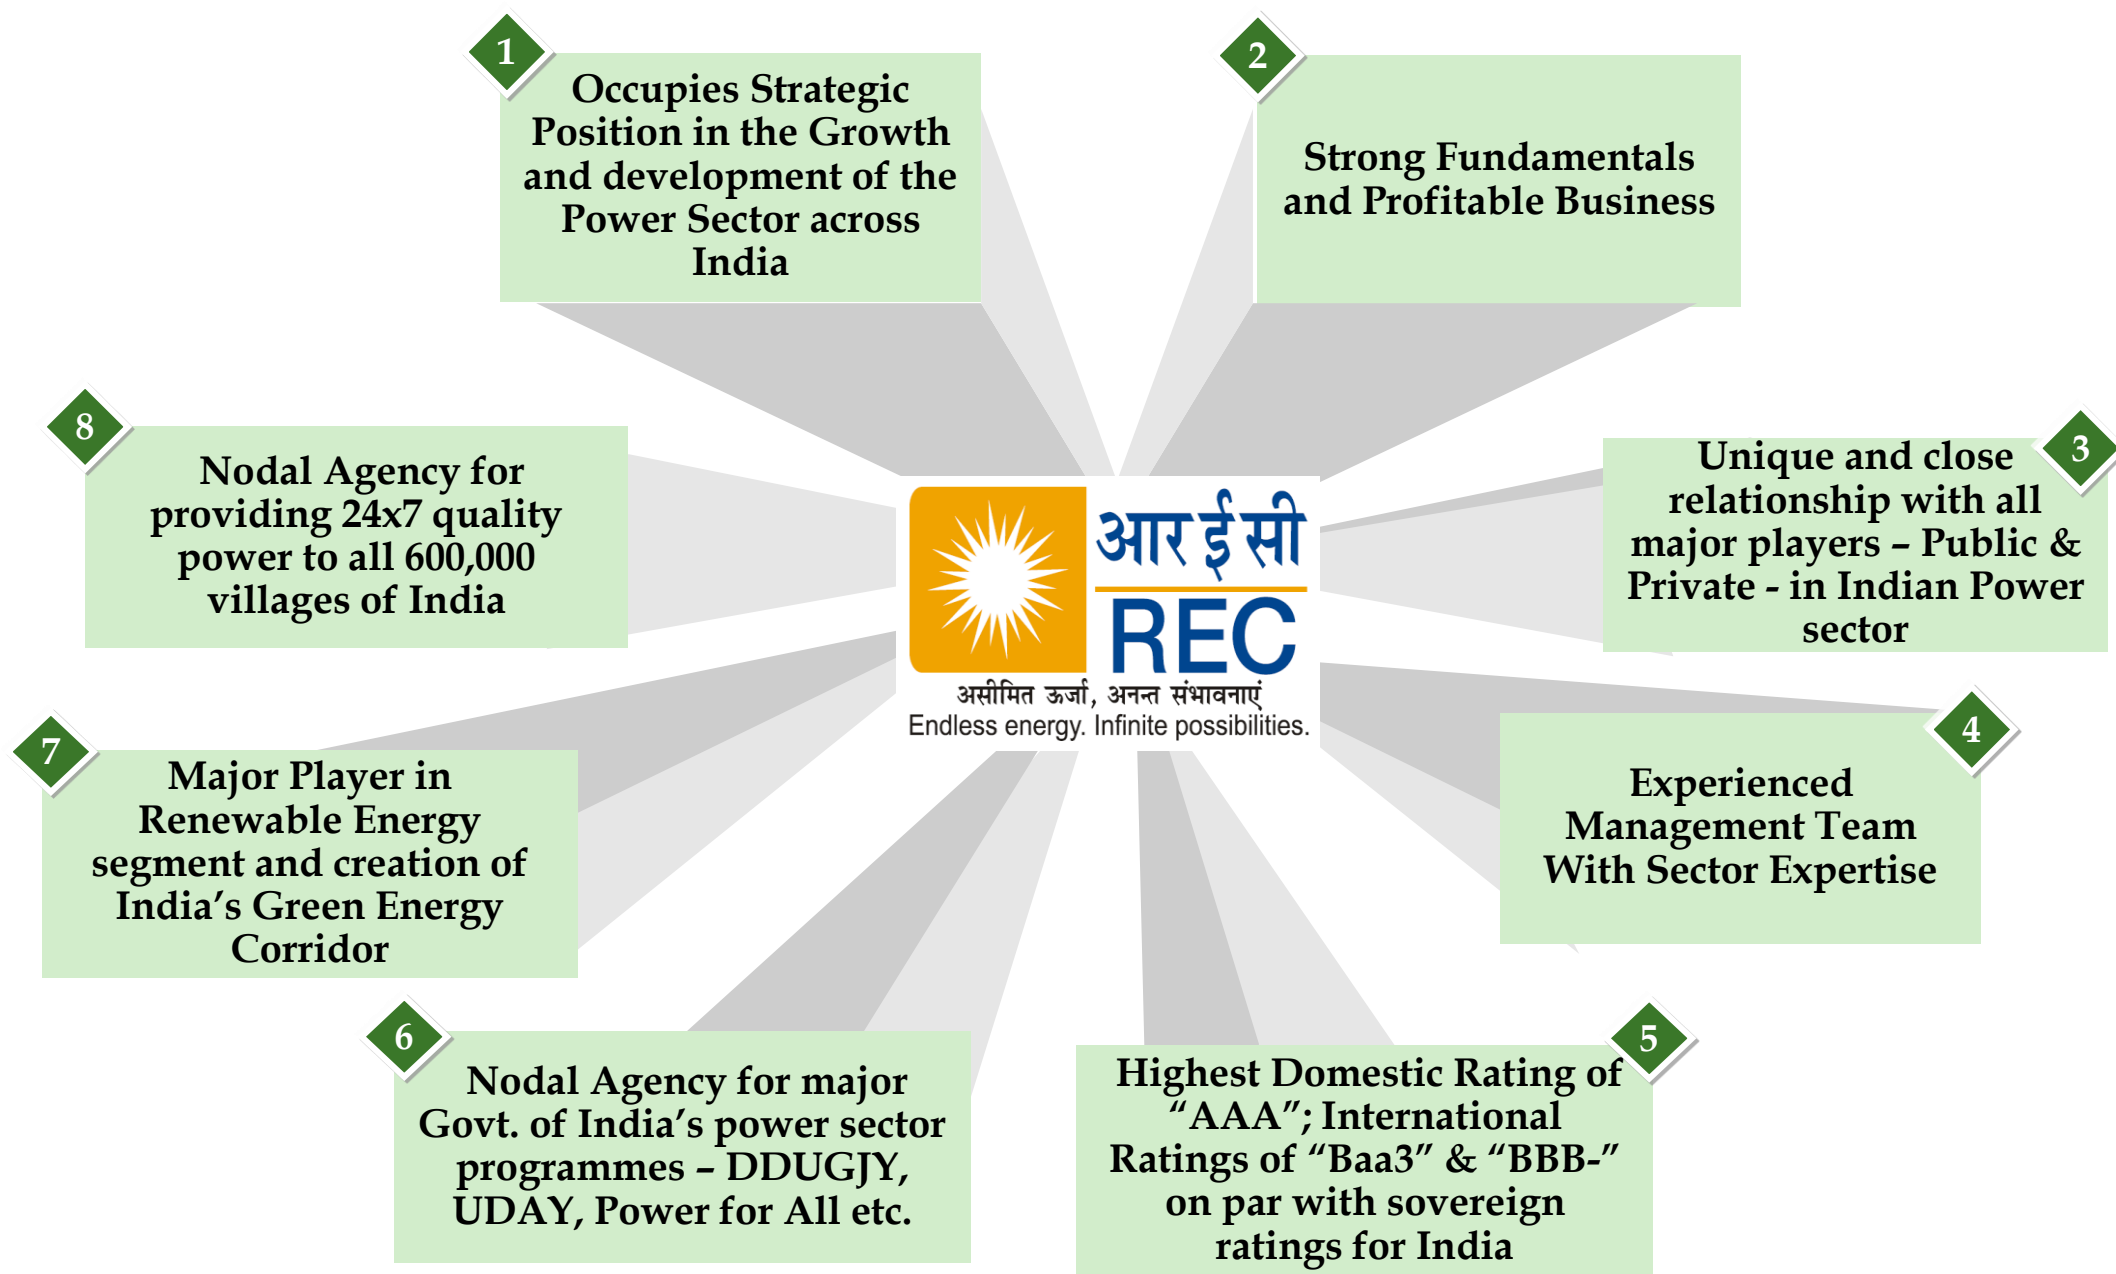 1
Occupies Strategic
Position in the Growth
and development of the
Power Sector across
India
2
Strong Fundamentals
and Profitable Business
3
Unique and close
relationship with all
major players – Public &
Private - in Indian Power
sector
4
Experienced
Management Team
With Sector Expertise
5
Highest Domestic Rating of
“AAA”; International
Ratings of “Baa3” & “BBB-”
on par with sovereign
ratings for India
6
Nodal Agency for major
Govt. of India’s power sector
programmes – DDUGJY,
UDAY, Power for All etc.
7
Major Player in
Renewable Energy
segment and creation of
India’s Green Energy
Corridor
8
Nodal Agency for
providing 24x7 quality
power to all 600,000
villages of India
आर ई सी
REC
असीमित ऊर्जा, अनन्त संभावनाएं
Endless energy. Infinite possibilities.